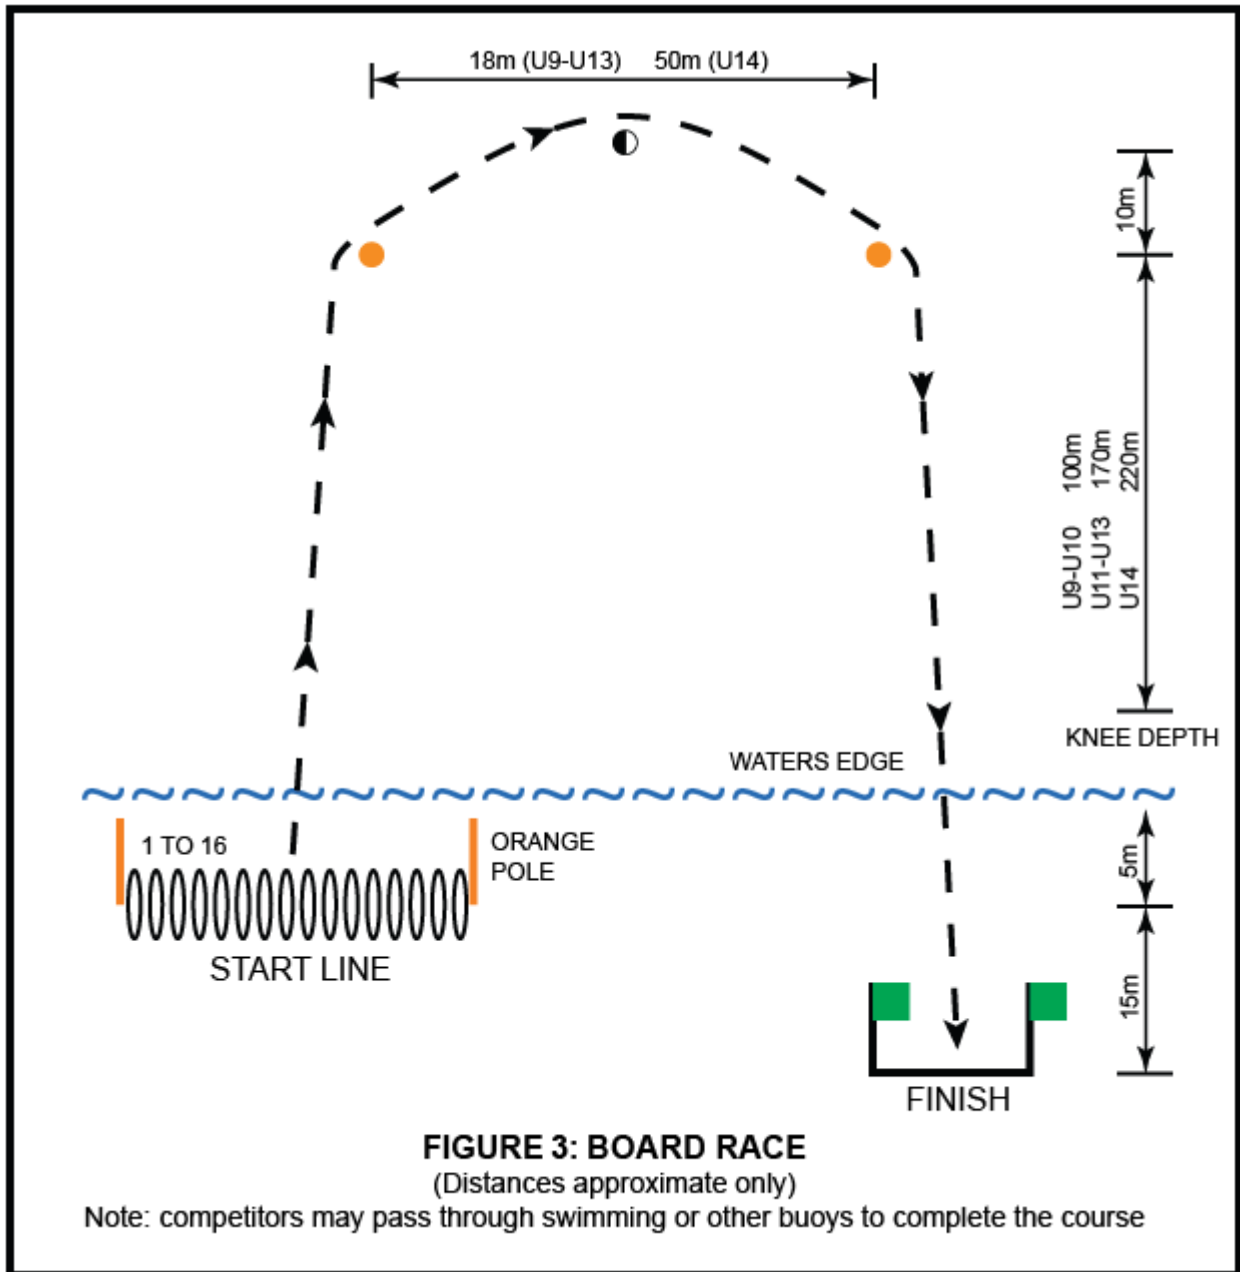 18m (U9-U13) 50m (U14)
10m
U9-U10 100m
U11-U13 170m
U14 220m
KNEE DEPTH
WATERS EDGE
1 TO 16
ORANGE
POLE
5m
START LINE
15m
FINISH
FIGURE 3: BOARD RACE
(Distances approximate only)
Note: competitors may pass through swimming or other buoys to complete the course